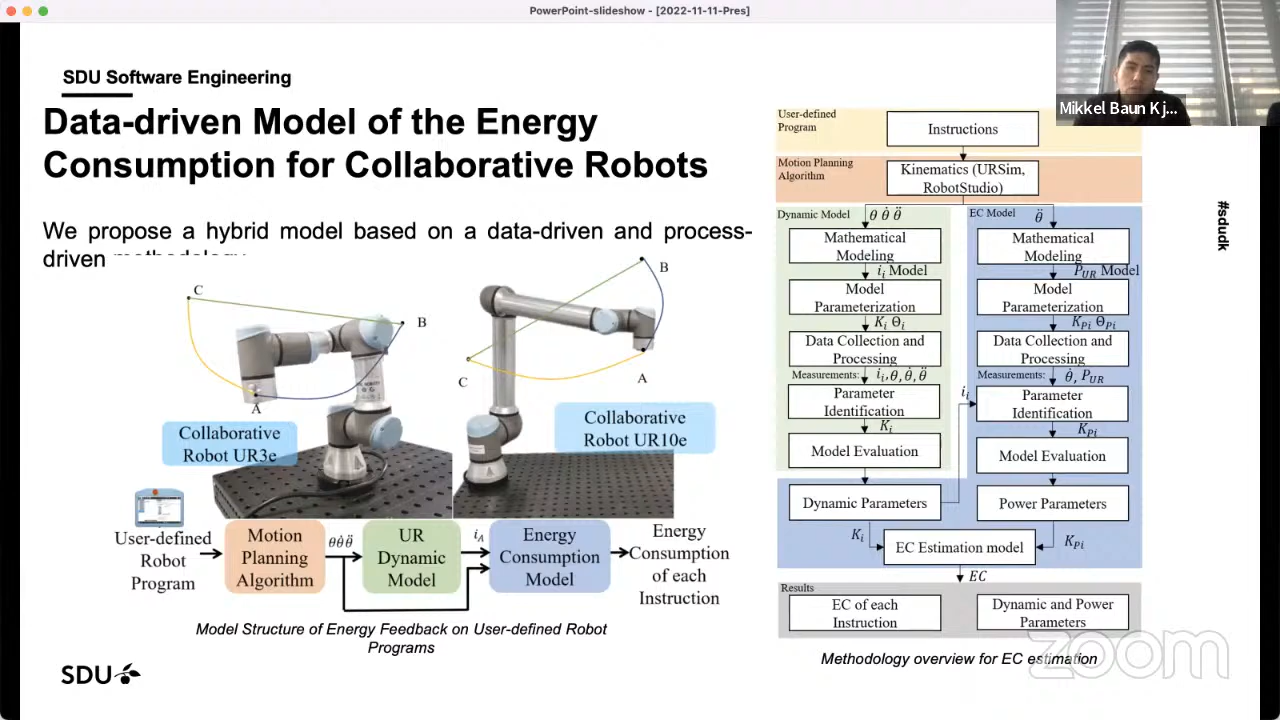 PowerPoint-slideshow - [2022-11-11-Pres]
Mikkel Baun Kj...
SDU Software Engineering
Data-driven Model of the Energy
Consumption for Collaborative Robots
We propose a hybrid model based on a data-driven and process-
driven methodology.
C
B
A
Collaborative
Robot UR3e
B
C
A
Collaborative
Robot UR10e
User-defined
Robot
Program
Motion
Planning
Algorithm
θθ̇θ̈
UR
Dynamic
Model
i_A
Energy
Consumption
Model
Energy
Consumption
of each
Instruction
Model Structure of Energy Feedback on User-defined Robot
Programs
SDU
User-defined
Program
Instructions
Motion Planning
Algorithm
Kinematics (URSim,
RobotStudio)
Dynamic Model
θ θ̇ θ̈
Mathematical
Modeling
i_i Model
Model
Parameterization
K_i Θ_i
Data Collection and
Processing
Measurements: i_i, θ, θ̇, θ̈
Parameter
Identification
K_i
Model Evaluation
Dynamic Parameters
K_i
EC Model
θ̈
Mathematical
Modeling
P_UR Model
Model
Parameterization
K_Pi Θ_Pi
Data Collection and
Processing
Measurements: θ̇, P_UR
i_i
Parameter
Identification
K_Pi
Model Evaluation
Power Parameters
K_Pi
EC Estimation model
EC
Results
EC of each
Instruction
Dynamic and Power
Parameters
Methodology overview for EC estimation
#sdudk
zoom